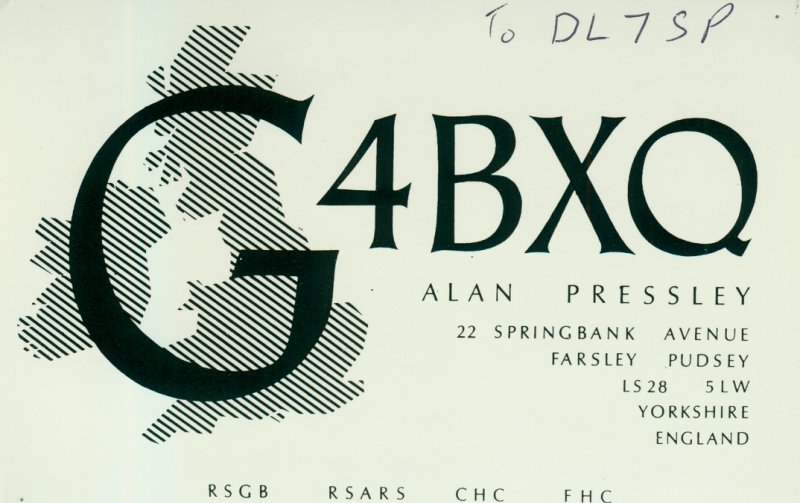 To DL7SP
G4BXQ
ALAN PRESSLEY
22 SPRINGBANK AVENUE
FARSLEY PUDSEY
LS28 5LW
YORKSHIRE
ENGLAND
RSGB RSARS CHC FHC